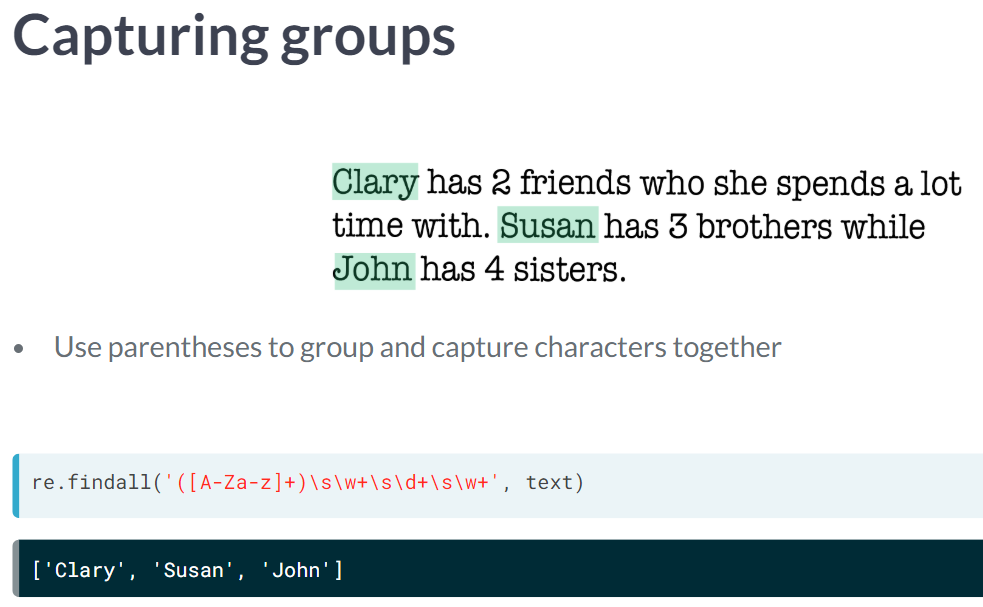 Capturing groups
Clary has 2 friends who she spends a lot
time with. Susan has 3 brothers while
John has 4 sisters.
• Use parentheses to group and capture characters together
re.findall('([A-Za-z]+)\s\w+\s\d+\s\w+', text)
['Clary', 'Susan', 'John']